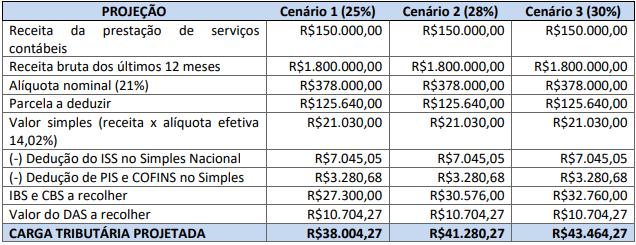 PROJEÇÃO Cenário 1 (25%) Cenário 2 (28%) Cenário 3 (30%)
Receita da prestação de serviços R$150.000,00 R$150.000,00 R$150.000,00
contábeis
Receita bruta dos últimos 12 meses R$1.800.000,00 R$1.800.000,00 R$1.800.000,00
Alíquota nominal (21%) R$378.000,00 R$378.000,00 R$378.000,00
Parcela a deduzir R$125.640,00 R$125.640,00 R$125.640,00
Valor simples (receita x alíquota efetiva R$21.030,00 R$21.030,00 R$21.030,00
14,02%)
(-) Dedução do ISS no Simples Nacional R$7.045,05 R$7.045,05 R$7.045,05
(-) Dedução de PIS e COFINS no Simples R$3.280,68 R$3.280,68 R$3.280,68
IBS e CBS a recolher R$27.300,00 R$30.576,00 R$32.760,00
Valor do DAS a recolher R$10.704,27 R$10.704,27 R$10.704,27
CARGA TRIBUTÁRIA PROJETADA R$38.004,27 R$41.280,27 R$43.464,27